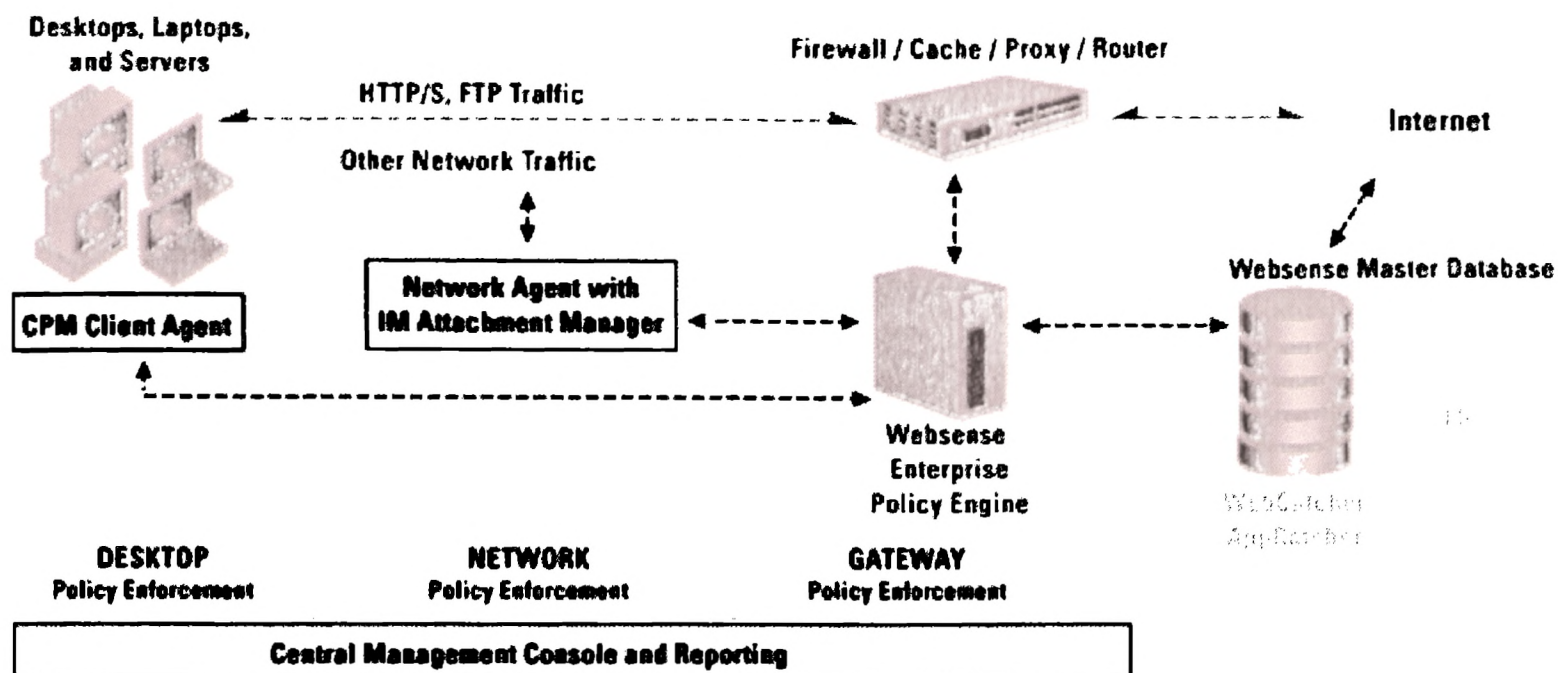 Desktops, Laptops,
and Servers
Firewall / Cache / Proxy / Router
HTTP/S, FTP Traffic
Internet
Other Network Traffic
Websense Master Database
Network Agent with
IM Attachment Manager
CPM Client Agent
Websense
Enterprise
Policy Engine
WebCatcher
AppCatcher
DESKTOP
Policy Enforcement
NETWORK
Policy Enforcement
GATEWAY
Policy Enforcement
Central Management Console and Reporting